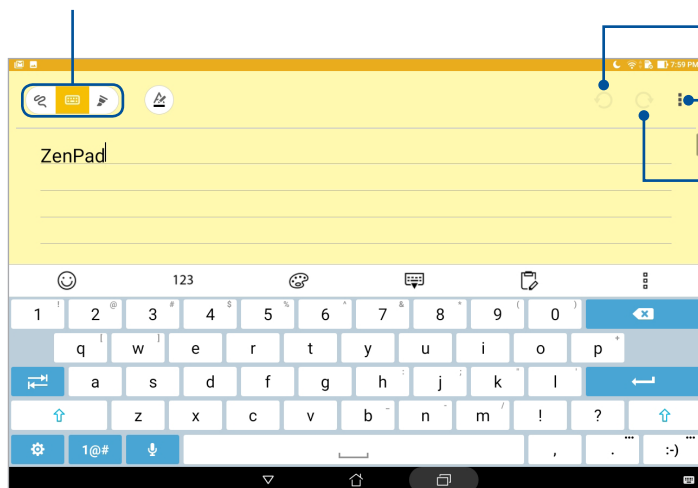 7:59 PM
ZenPad
123
1 ! 2 @ 3 # 4 $ 5 % 6 ^ 7 & 8 * 9 ( 0 )
q [ w ] e r t y u i o p +
a s d f g h : j ; k " l '
z x c v b - n - m / ! ?
1@# , . ... :-) ...